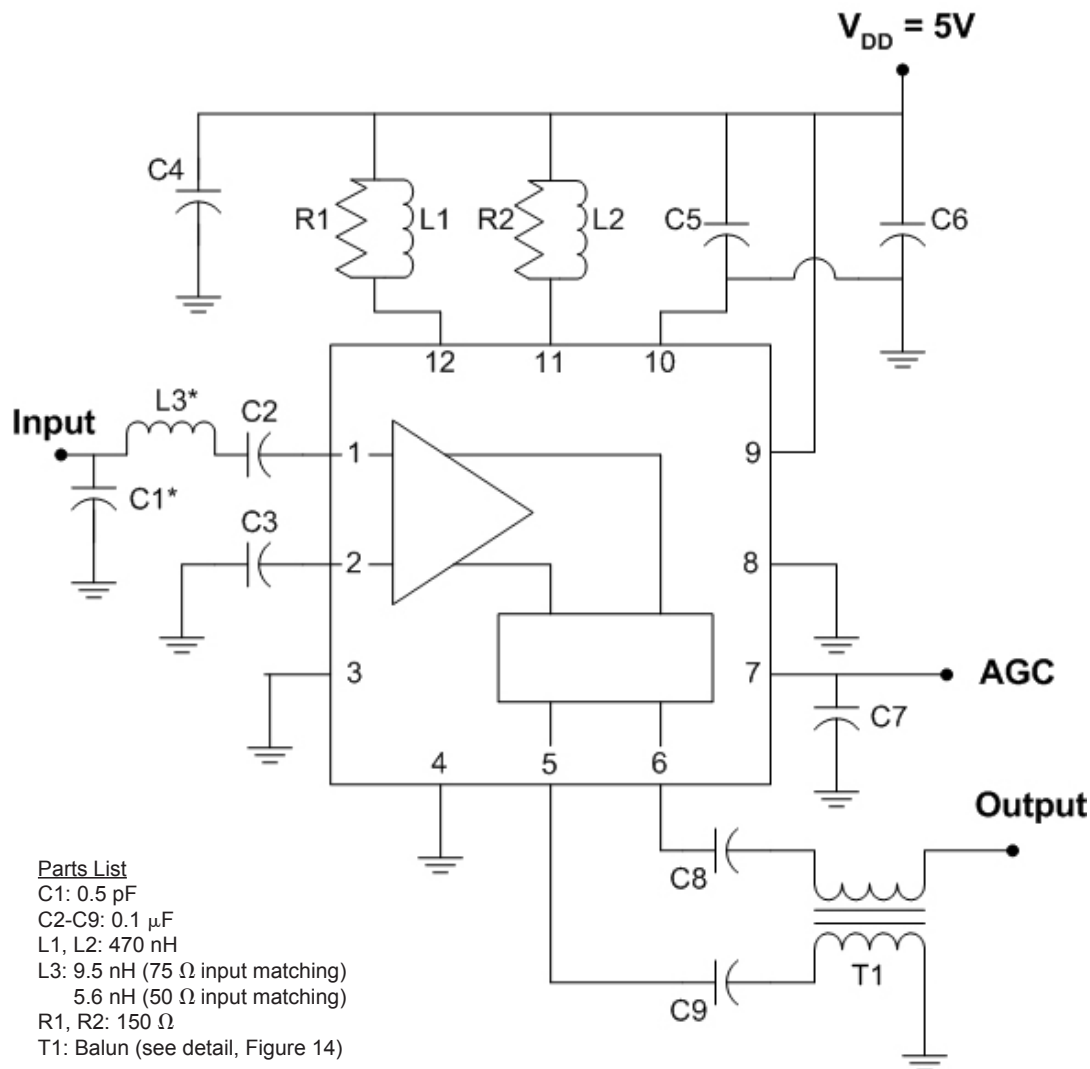 V_DD = 5V
C4
R1
L1
R2
L2
C5
C6
12
11
10
Input
L3*
C2
1
9
C1*
C3
2
8
3
7
AGC
C7
4
5
6
Output
C8
C9
T1
Parts List
C1: 0.5 pF
C2-C9: 0.1 μF
L1, L2: 470 nH
L3: 9.5 nH (75 Ω input matching)
5.6 nH (50 Ω input matching)
R1, R2: 150 Ω
T1: Balun (see detail, Figure 14)